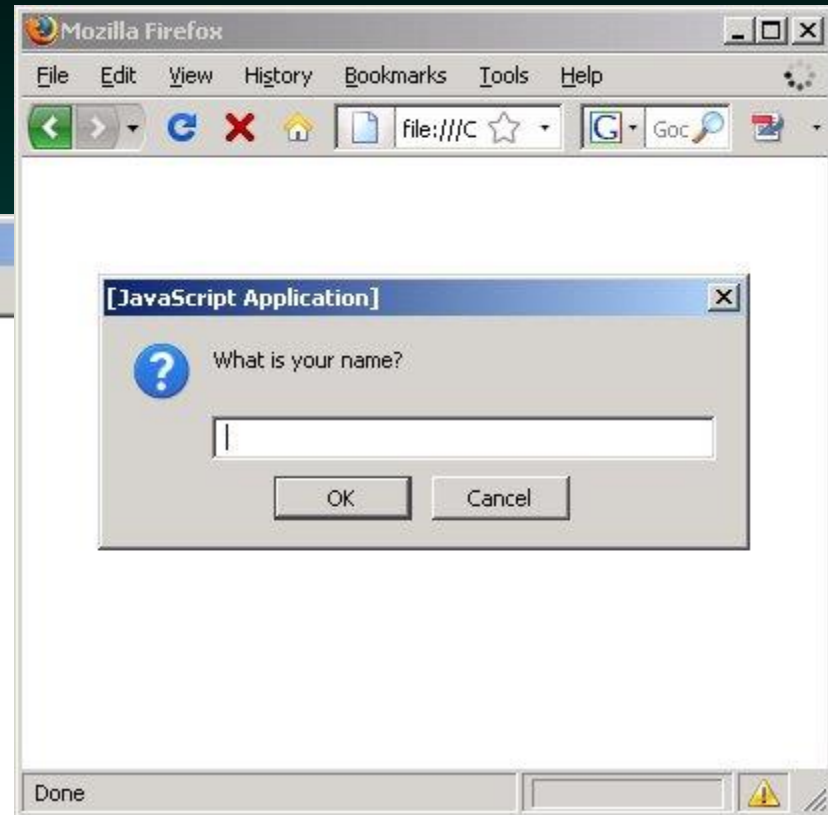 Mozilla Firefox
File Edit View History Bookmarks Tools Help
file:///C G Goc
[JavaScript Application]
What is your name?
OK Cancel
Done